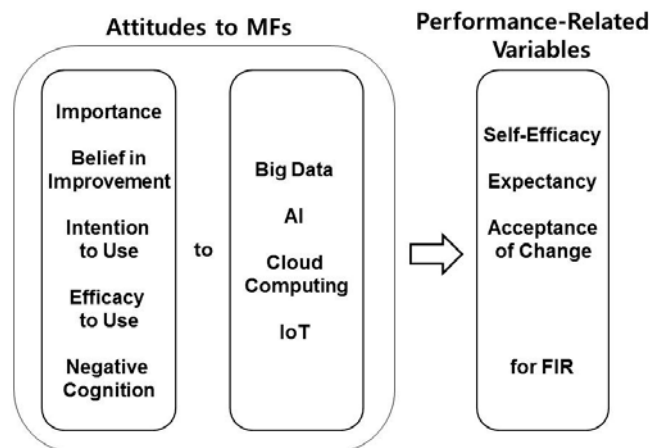 Attitudes to MFs
Importance
Belief in
Improvement
Intention
to Use
Efficacy
to Use
Negative
Cognition
to
Big Data
AI
Cloud
Computing
IoT
Performance-Related
Variables
Self-Efficacy
Expectancy
Acceptance
of Change
for FIR